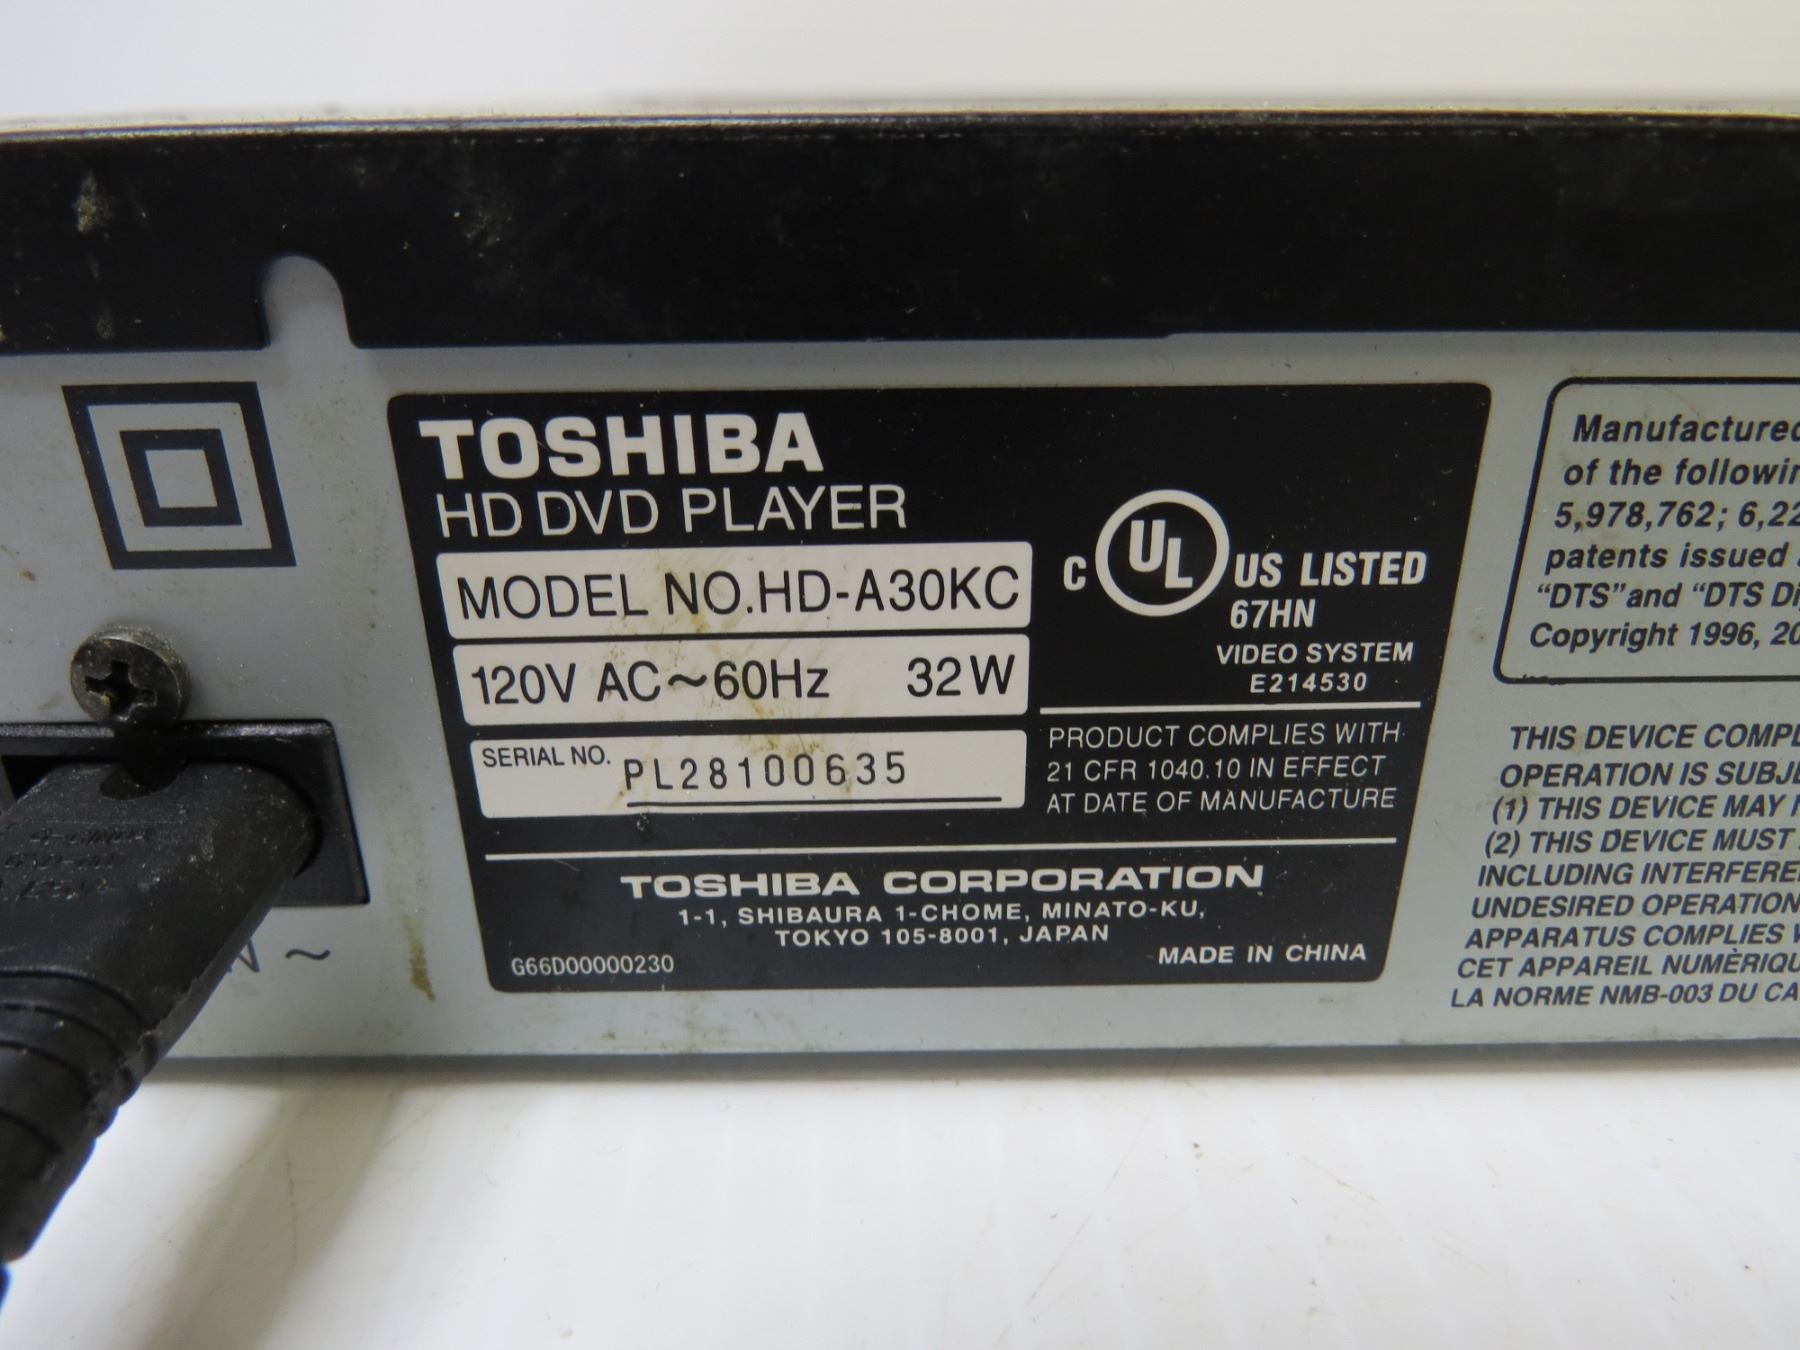 TOSHIBA
HD DVD PLAYER
MODEL NO.HD-A30KC
120V AC~60Hz 32W
SERIAL NO. PL28100635
C UL US LISTED
67HN
VIDEO SYSTEM
E214530
PRODUCT COMPLIES WITH
21 CFR 1040.10 IN EFFECT
AT DATE OF MANUFACTURE
TOSHIBA CORPORATION
1-1, SHIBAURA 1-CHOME, MINATO-KU,
TOKYO 105-8001, JAPAN
G66D00000230
MADE IN CHINA
Manufactured
of the followin
5,978,762; 6,22
patents issued
"DTS" and "DTS Di
Copyright 1996, 20
THIS DEVICE COMPL
OPERATION IS SUBJE
(1) THIS DEVICE MAY
(2) THIS DEVICE MUST
INCLUDING INTERFERE
UNDESIRED OPERATION
APPARATUS COMPLIES
CET APPAREIL NUMÈRIQU
LA NORME NMB-003 DU CA
N ~